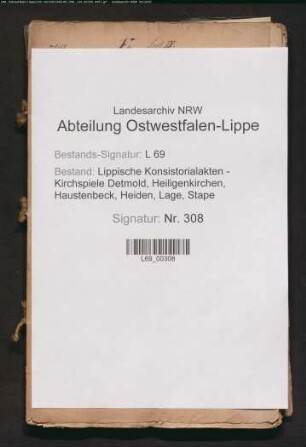 Landesarchiv NRW
Abteilung Ostwestfalen-Lippe
Bestands-Signatur: L 69
Bestand: Lippische Konsistorialakten -
Kirchspiele Detmold, Heiligenkirchen,
Haustenbeck, Heiden, Lage, Stape
Signatur: Nr. 308
L69_00308